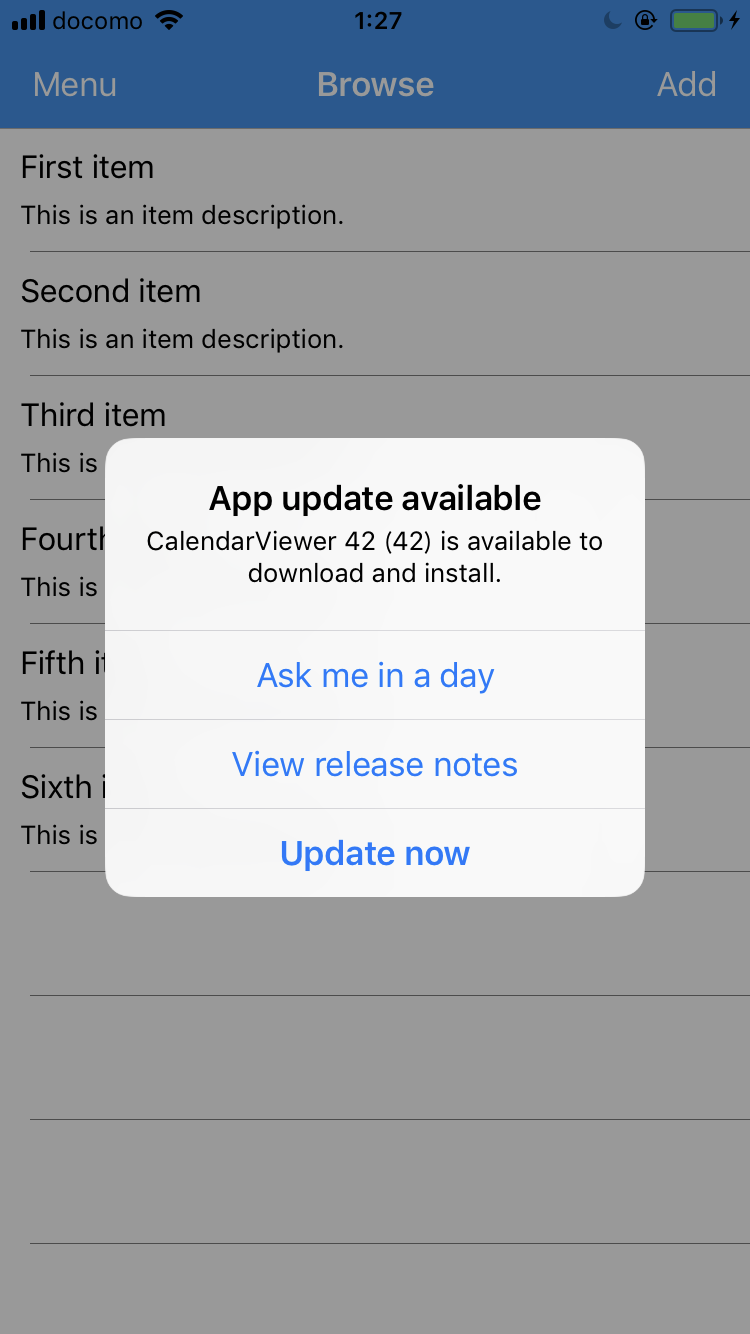 docomo 1:27
Menu Browse Add
First item
This is an item description.
Second item
This is an item description.
Third item
This is
App update available
CalendarViewer 42 (42) is available to
download and install.
Fourth
This is
Ask me in a day
Fifth
This is
View release notes
Sixth
This is
Update now